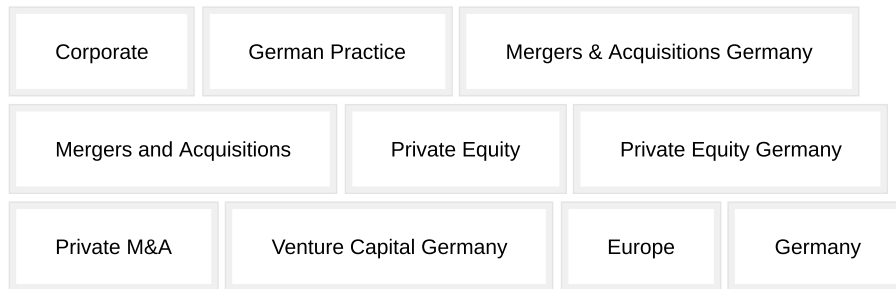 Corporate German Practice Mergers & Acquisitions Germany
Mergers and Acquisitions Private Equity Private Equity Germany
Private M&A Venture Capital Germany Europe Germany